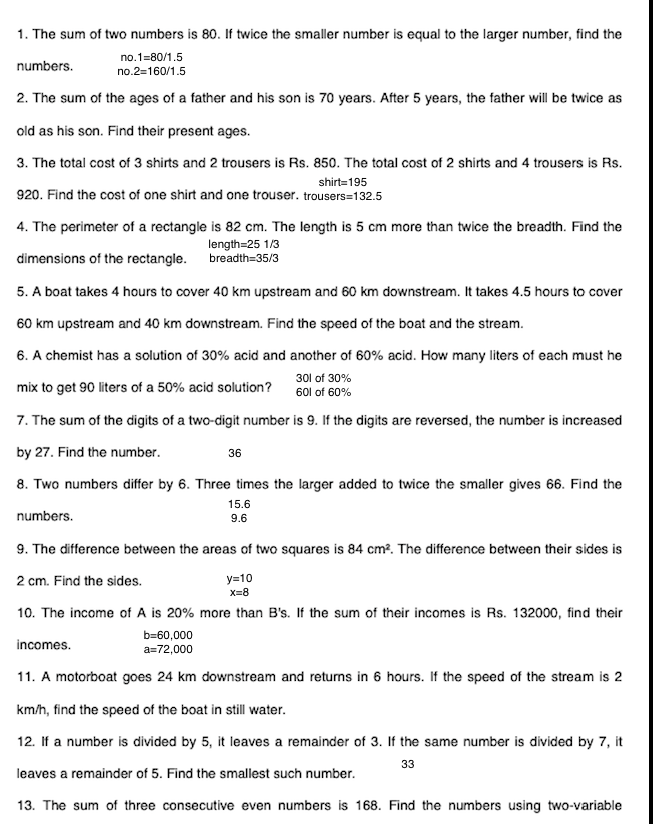 1. The sum of two numbers is 80. If twice the smaller number is equal to the larger number, find the
no.1=80/1.5
numbers.
no.2=160/1.5
2. The sum of the ages of a father and his son is 70 years. After 5 years, the father will be twice as
old as his son. Find their present ages.
3. The total cost of 3 shirts and 2 trousers is Rs. 850. The total cost of 2 shirts and 4 trousers is Rs.
shirt=195
920. Find the cost of one shirt and one trouser. trousers=132.5
4. The perimeter of a rectangle is 82 cm. The length is 5 cm more than twice the breadth. Find the
length=25 1/3
dimensions of the rectangle. breadth=35/3
5. A boat takes 4 hours to cover 40 km upstream and 60 km downstream. It takes 4.5 hours to cover
60 km upstream and 40 km downstream. Find the speed of the boat and the stream.
6. A chemist has a solution of 30% acid and another of 60% acid. How many liters of each must he
30l of 30%
mix to get 90 liters of a 50% acid solution?
60l of 60%
7. The sum of the digits of a two-digit number is 9. If the digits are reversed, the number is increased
by 27. Find the number. 36
8. Two numbers differ by 6. Three times the larger added to twice the smaller gives 66. Find the
15.6
numbers. 9.6
9. The difference between the areas of two squares is 84 cm². The difference between their sides is
2 cm. Find the sides. y=10
x=8
10. The income of A is 20% more than B's. If the sum of their incomes is Rs. 132000, find their
b=60,000
incomes. a=72,000
11. A motorboat goes 24 km downstream and returns in 6 hours. If the speed of the stream is 2
km/h, find the speed of the boat in still water.
12. If a number is divided by 5, it leaves a remainder of 3. If the same number is divided by 7, it
33
leaves a remainder of 5. Find the smallest such number.
13. The sum of three consecutive even numbers is 168. Find the numbers using two-variable